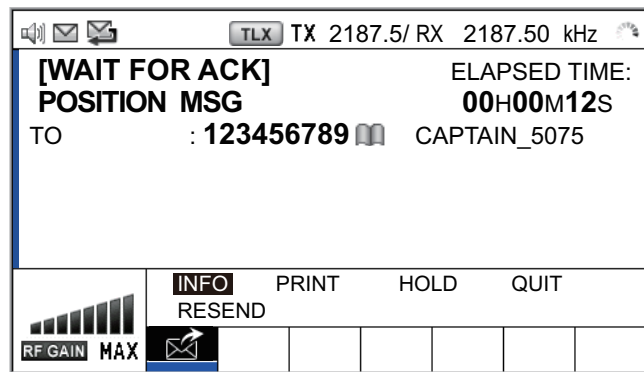 TLX TX 2187.5/ RX 2187.50 kHz
[WAIT FOR ACK] ELAPSED TIME:
POSITION MSG 00H00M12S
TO : 123456789 CAPTAIN_5075
INFO PRINT HOLD QUIT
RESEND
RF GAIN MAX